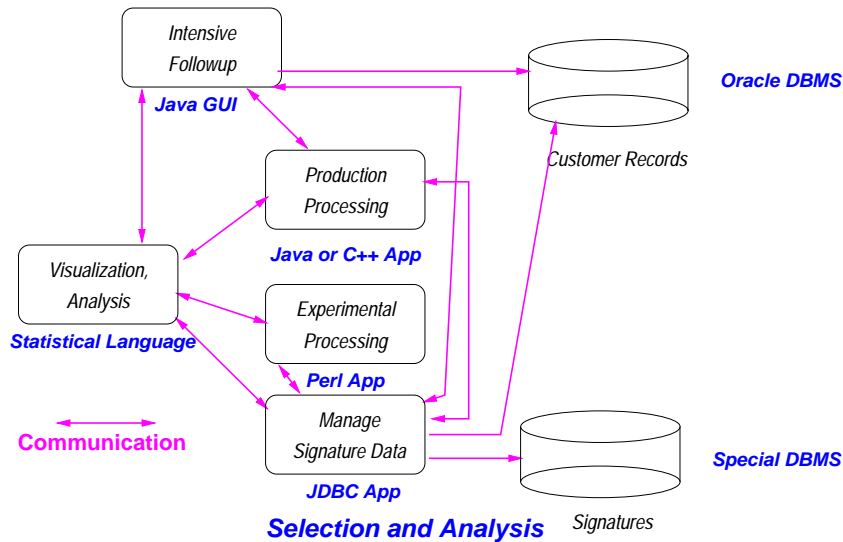 Intensive
Followup
Java GUI
Oracle DBMS
Customer Records
Production
Processing
Java or C++ App
Visualization,
Analysis
Statistical Language
Experimental
Processing
Perl App
Communication
Manage
Signature Data
JDBC App
Special DBMS
Signatures
Selection and Analysis